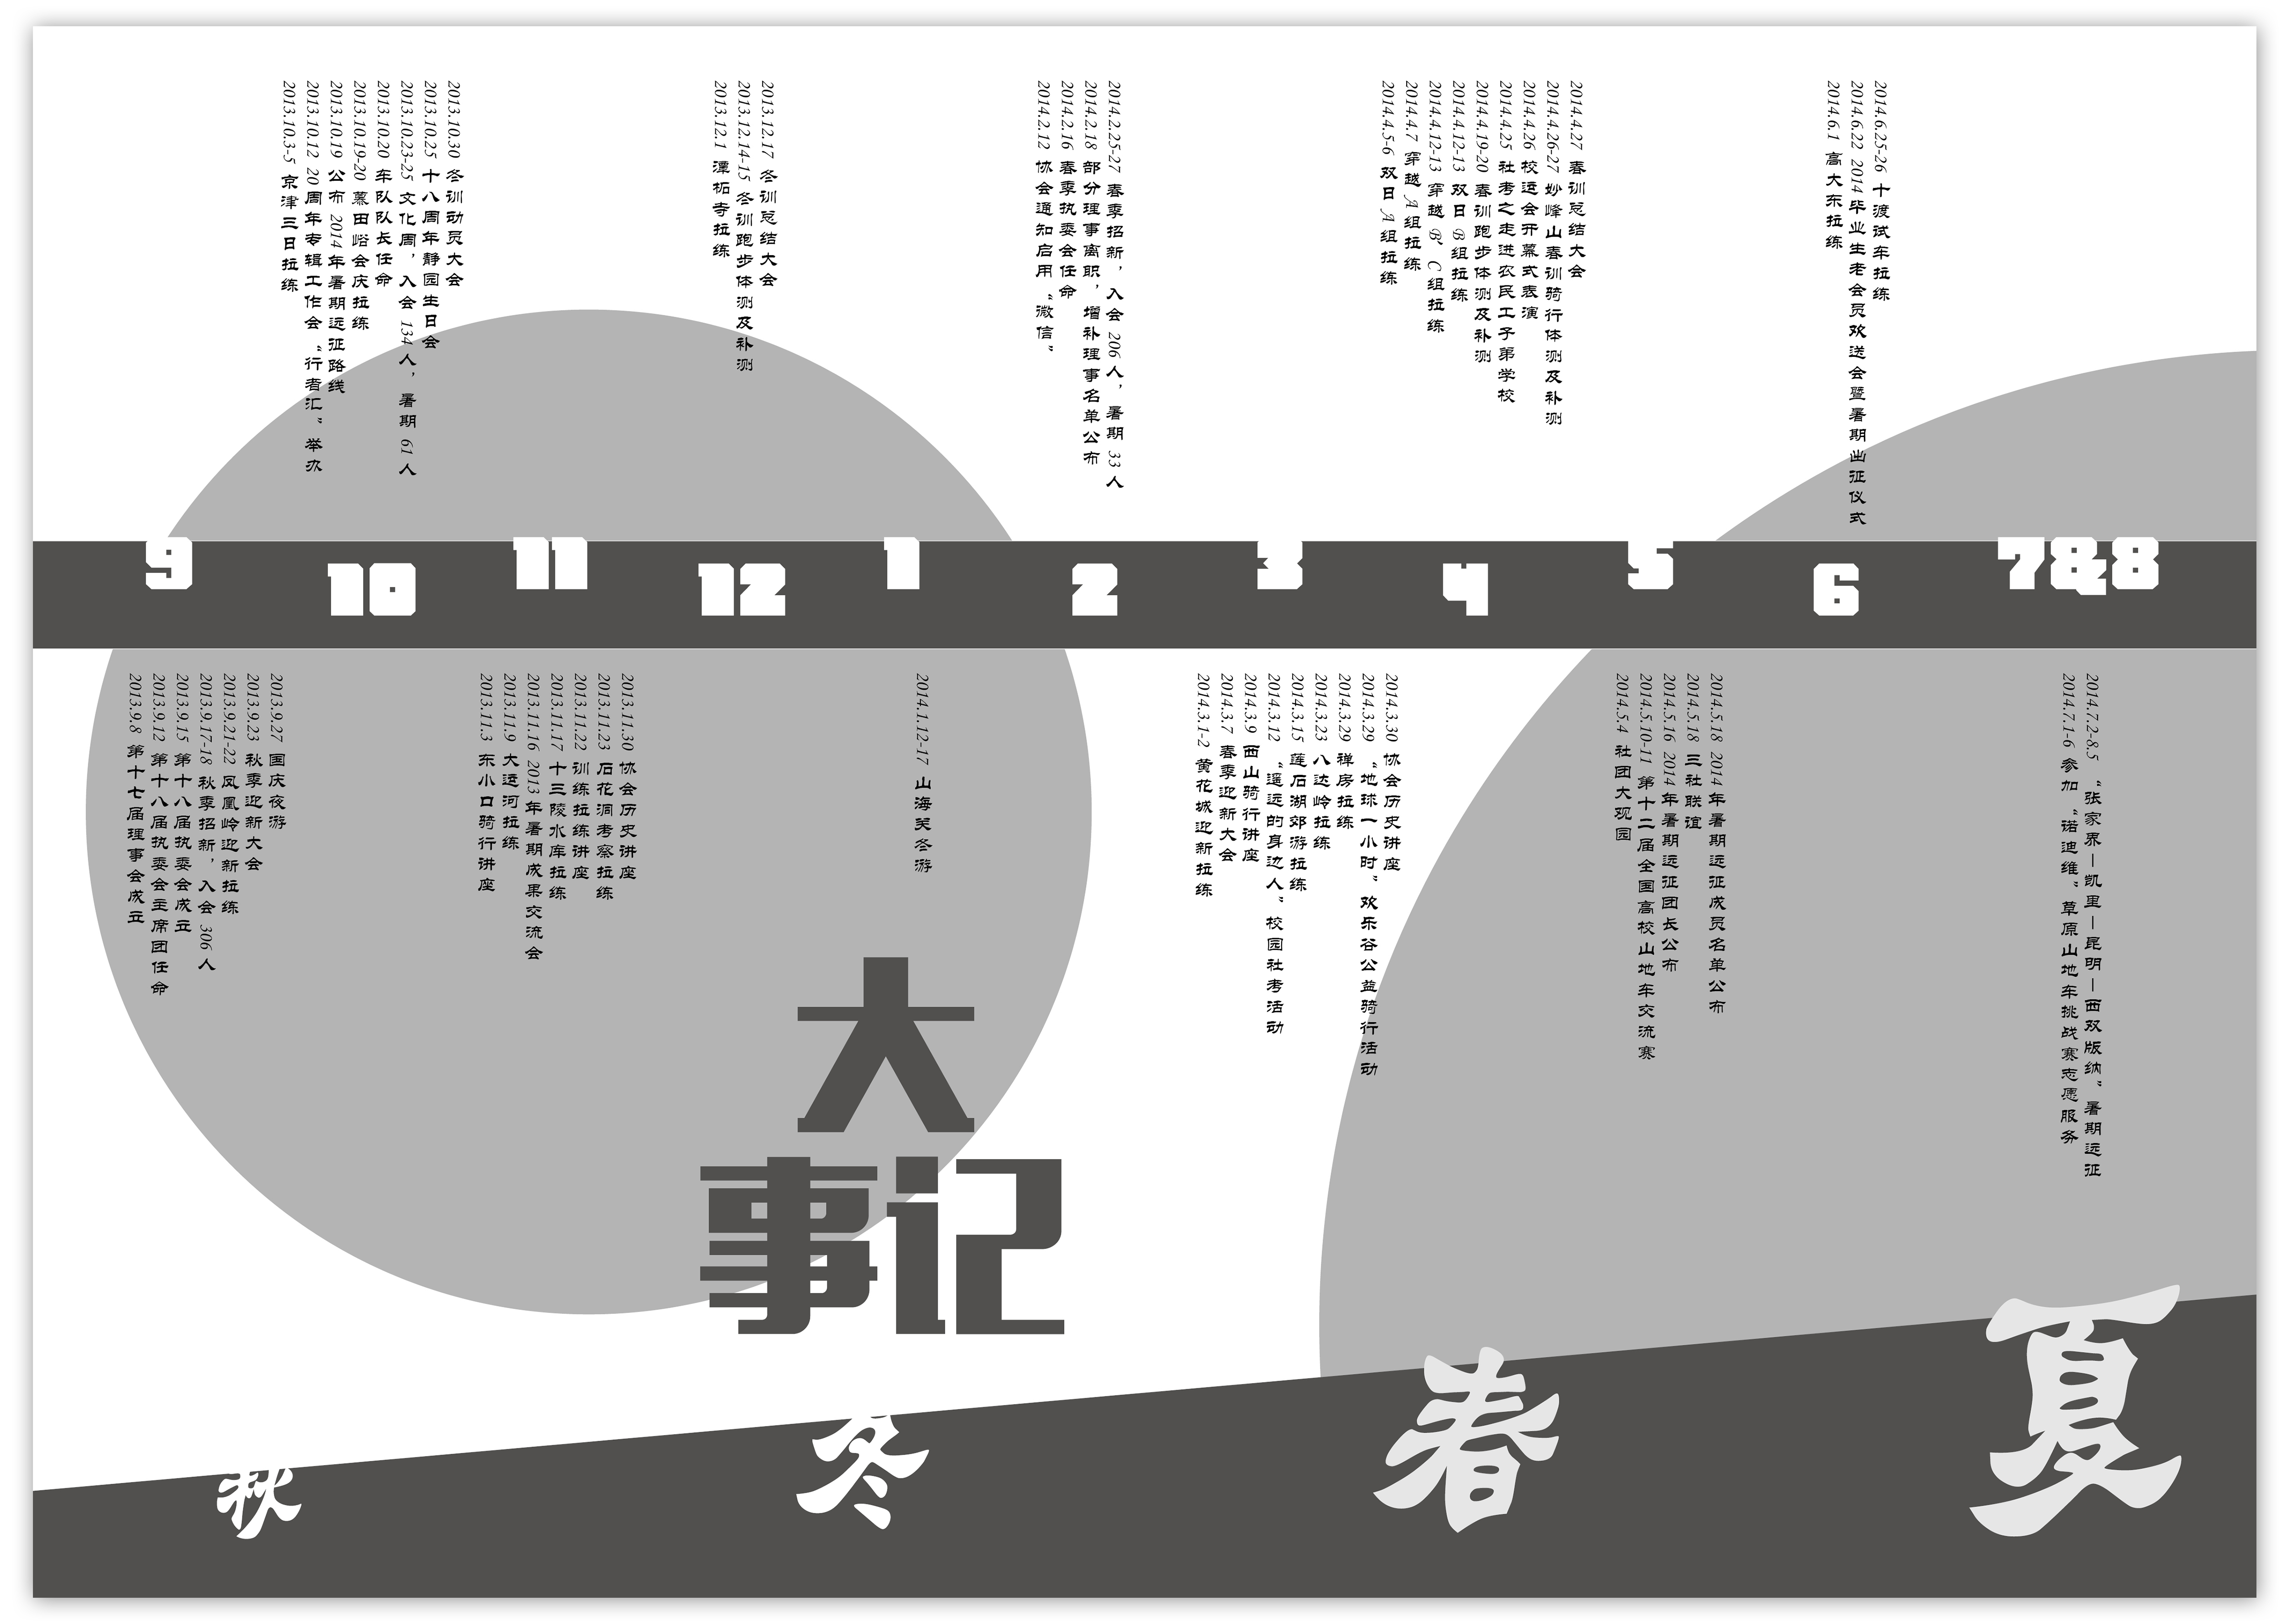 大
事记
9
2013.9.8 第十七届理事会成立
2013.9.12 第十八届执委会主席团任命
2013.9.15 第十八届执委会成立
2013.9.17-18 秋季招新，入会 306 人
2013.9.21-22 凤凰岭迎新拉练
2013.9.23 秋季迎新大会
2013.9.27 国庆夜游
10
2013.10.3-5 京津三日拉练
2013.10.12 20周年专辑工作会“行者汇”举办
2013.10.19 公布 2014 年暑期远征路线
2013.10.19-20 慕田峪会庆拉练
2013.10.20 车队队长任命
2013.10.23-25 文化周，入会 134 人，暑期 61 人
2013.10.25 十八周年静园生日会
2013.10.30 冬训动员大会
11
2013.11.3 东小口骑行讲座
2013.11.9 大运河拉练
2013.11.16 2013 年暑期成果交流会
2013.11.17 十三陵水库拉练
2013.11.22 训练拉练讲座
2013.11.23 石花洞考察拉练
2013.11.30 协会历史讲座
12
2013.12.1 潭柘寺拉练
2013.12.14-15 冬训跑步体测及补测
2013.12.17 冬训总结大会
1
2014.1.12-17 山海关冬游
2
2014.2.12 协会通知启用“微信”
2014.2.16 春季执委会任命
2014.2.18 部分理事离职，增补理事名单公布
2014.2.25-27 春季招新，入会 206 人，暑期 33 人
3
2014.3.1-2 黄花城迎新拉练
2014.3.7 春季迎新大会
2014.3.9 西山骑行讲座
2014.3.12 “遥远的身边人”校园社考活动
2014.3.15 莲石湖郊游拉练
2014.3.23 八达岭拉练
2014.3.29 禅房拉练
2014.3.29 “地球一小时”欢乐谷公益骑行活动
2014.3.30 协会历史讲座
4
2014.4.5-6 双日 A 组拉练
2014.4.7 穿越 A 组拉练
2014.4.12-13 穿越 B’ C 组拉练
2014.4.12-13 双日 B 组拉练
2014.4.19-20 春训跑步体测及补测
2014.4.25 社考之走进农民工子弟学校
2014.4.26 校运会开幕式表演
2014.4.26-27 妙峰山春训骑行体测及补测
2014.4.27 春训总结大会
5
2014.5.4 社团大观园
2014.5.10-11 第十二届全国高校山地车交流赛
2014.5.16 2014 年暑期远征团长公布
2014.5.18 三社联谊
2014.5.18 2014 年暑期远征成员名单公布
6
2014.6.1 高大东拉练
2014.6.22 2014 毕业生老会员欢送会暨暑期出征仪式
2014.6.25-26 十渡试车拉练
7&8
2014.7.1-6 参加“诺迪维”草原山地车挑战赛志愿服务
2014.7.2-8.5 “张家界—凯里—昆明—西双版纳”暑期远征
秋
冬
春
夏